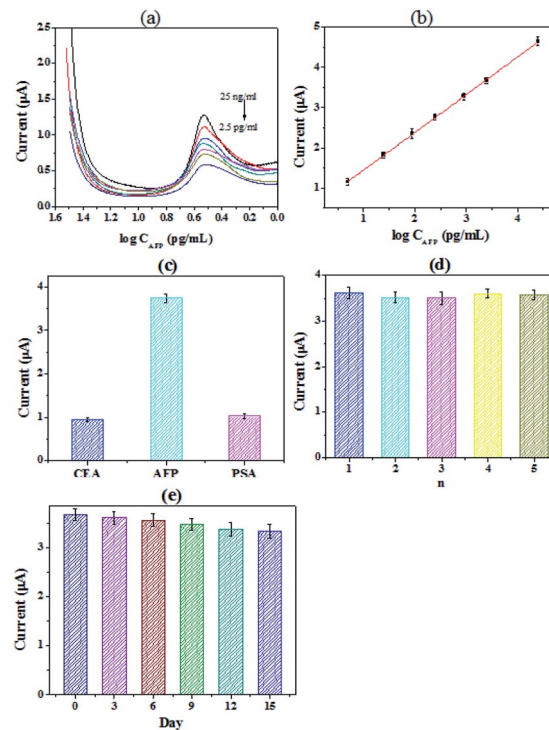 (a)
Current (μA)
2.5
2.0
1.5
1.0
0.5
0.0
25 ng/ml
2.5 pg/ml
1.6 1.4 1.2 1.0 0.8 0.6 0.4 0.2 0.0
log C_AFP (pg/mL)
(b)
Current (μA)
5
4
3
2
1
1 2 3 4
log C_AFP (pg/mL)
(c)
Current (μA)
4
3
2
1
0
CEA AFP PSA
(d)
Current (μA)
4
3
2
1
0
1 2 3 4 5
n
(e)
Current (μA)
3
2
1
0
0 3 6 9 12 15
Day